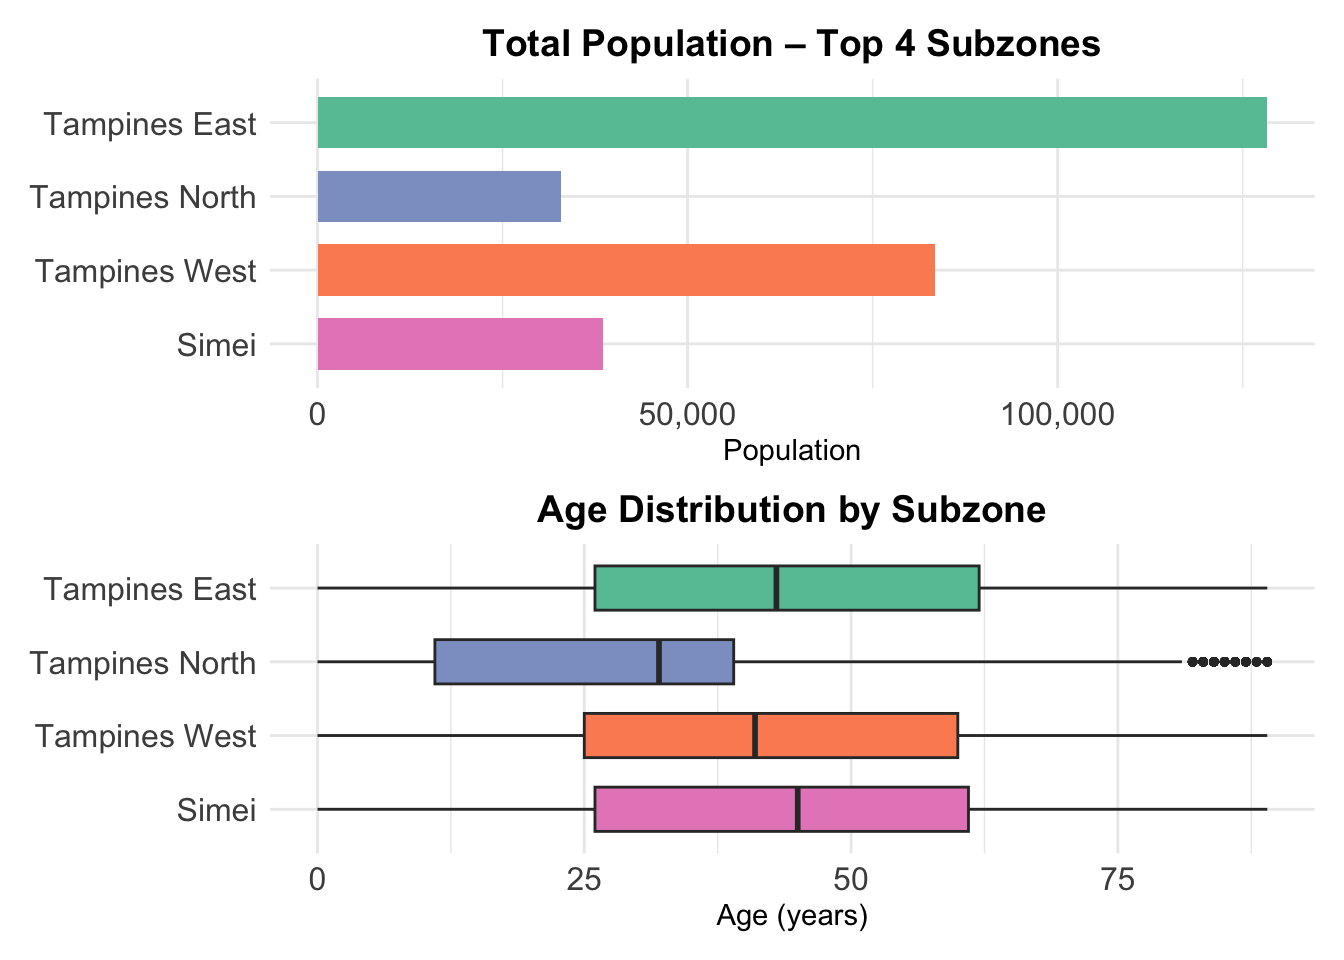 Total Population – Top 4 Subzones
Tampines East
Tampines North
Tampines West
Simei
0 50,000 100,000
Population
Age Distribution by Subzone
Tampines East
Tampines North
Tampines West
Simei
0 25 50 75
Age (years)